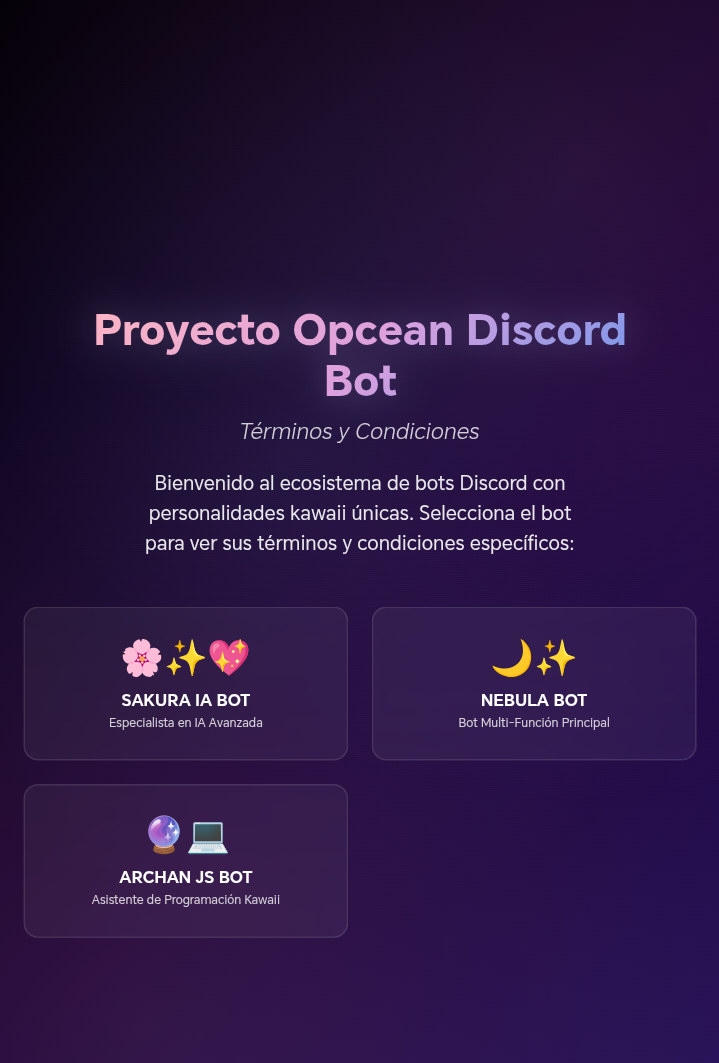 Proyecto Opcean Discord
Bot
Términos y Condiciones
Bienvenido al ecosistema de bots Discord con
personalidades kawaii únicas. Selecciona el bot
para ver sus términos y condiciones específicos:
🌸✨💖
SAKURA IA BOT
Especialista en IA Avanzada
🌙✨
NEBULA BOT
Bot Multi-Función Principal
🔮💻
ARCHAN JS BOT
Asistente de Programación Kawaii